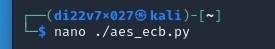 ┌──(di22v7×027㉿kali)-[~]
└─$ nano ./aes_ecb.py